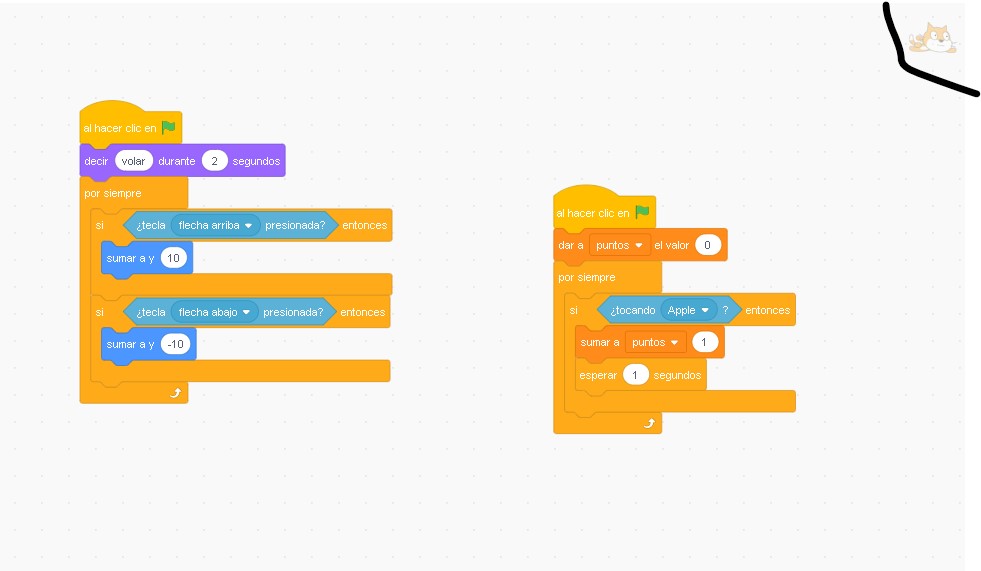 al hacer clic en
decir volar durante 2 segundos
por siempre
si ¿tecla flecha arriba presionada? entonces
sumar a y 10
si ¿tecla flecha abajo presionada? entonces
sumar a y -10
al hacer clic en
dar a puntos el valor 0
por siempre
si ¿tocando Apple ? entonces
sumar a puntos 1
esperar 1 segundos